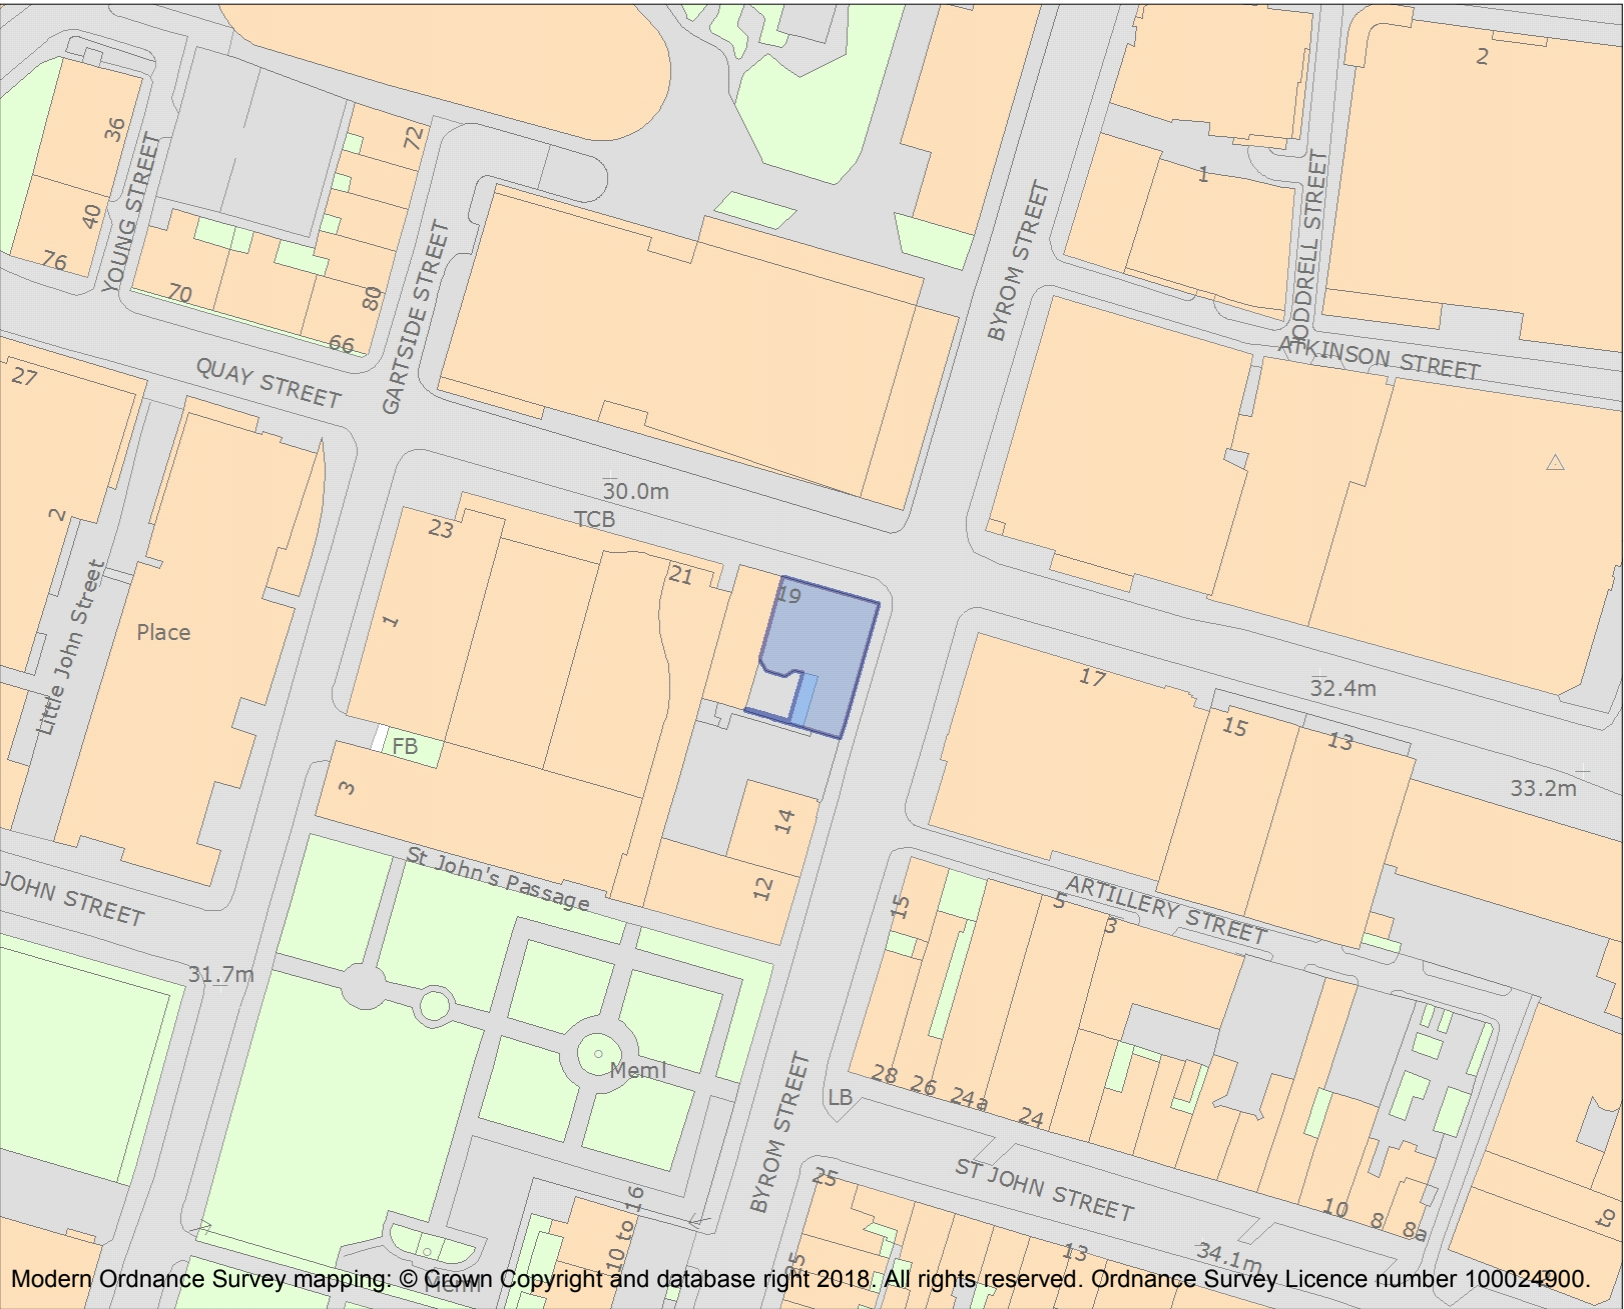 2
36
72
1
YOUNG STREET
40
BYROM STREET
76
70
80
GARTSIDE STREET
66
QUAY STREET
ATKINSON STREET
27
30.0m
TCB
23
2
21
19
1
Place
Little John Street
17
32.4m
15
13
FB
33.2m
3
14
St John's Passage
12
JOHN STREET
ARTILLERY STREET
5
3
15
31.7m
Meml
28
26
24a
24
LB
BYROM STREET
ST JOHN STREET
25
10 to 16
10
8
8a
to
13
34.1m
Modern Ordnance Survey mapping: © Crown Copyright and database right 2018. All rights reserved. Ordnance Survey Licence number 100024900.